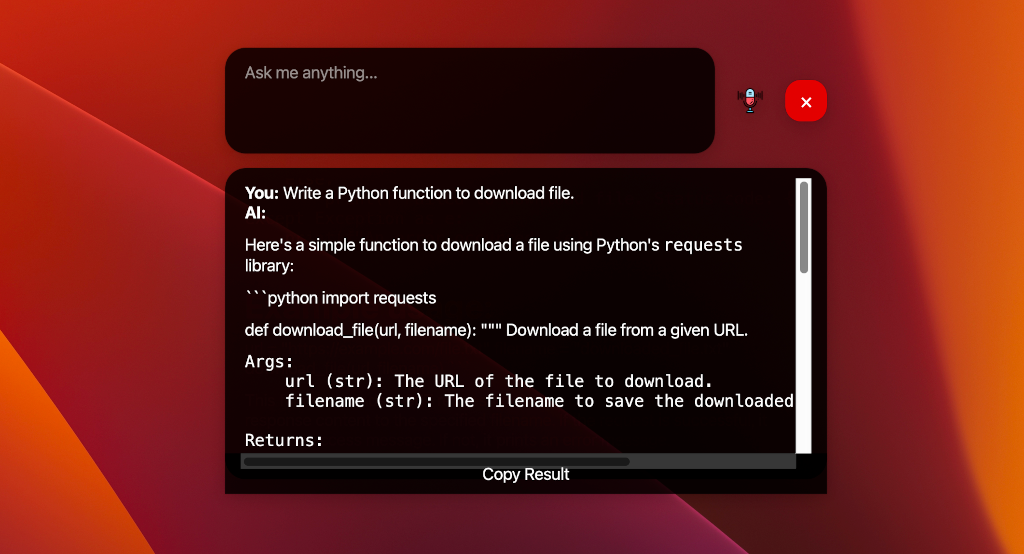 Ask me anything...
You: Write a Python function to download file.
AI:
Here's a simple function to download a file using Python's requests
library:
```python import requests
def download_file(url, filename): """ Download a file from a given URL.
Args:
    url (str): The URL of the file to download.
    filename (str): The filename to save the downloaded
Returns:
Copy Result